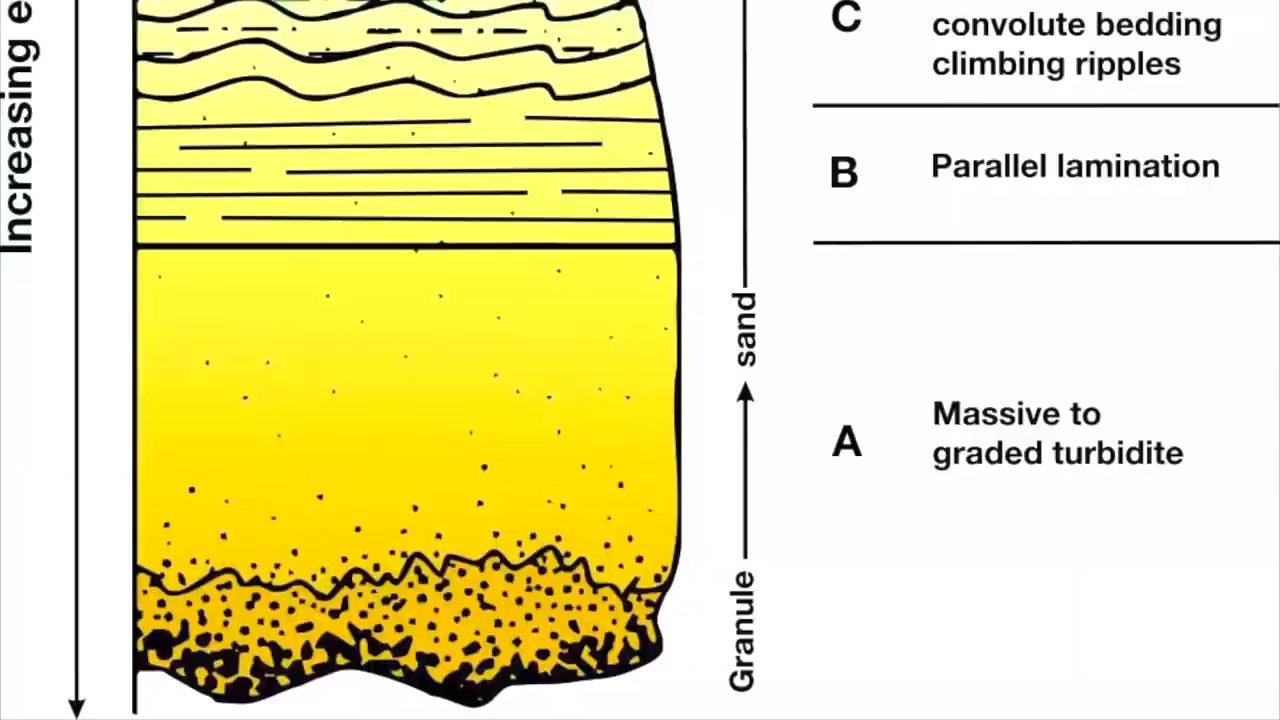 Increasing e
C
convolute bedding
climbing ripples
B
Parallel lamination
sand
A
Massive to
graded turbidite
Granule